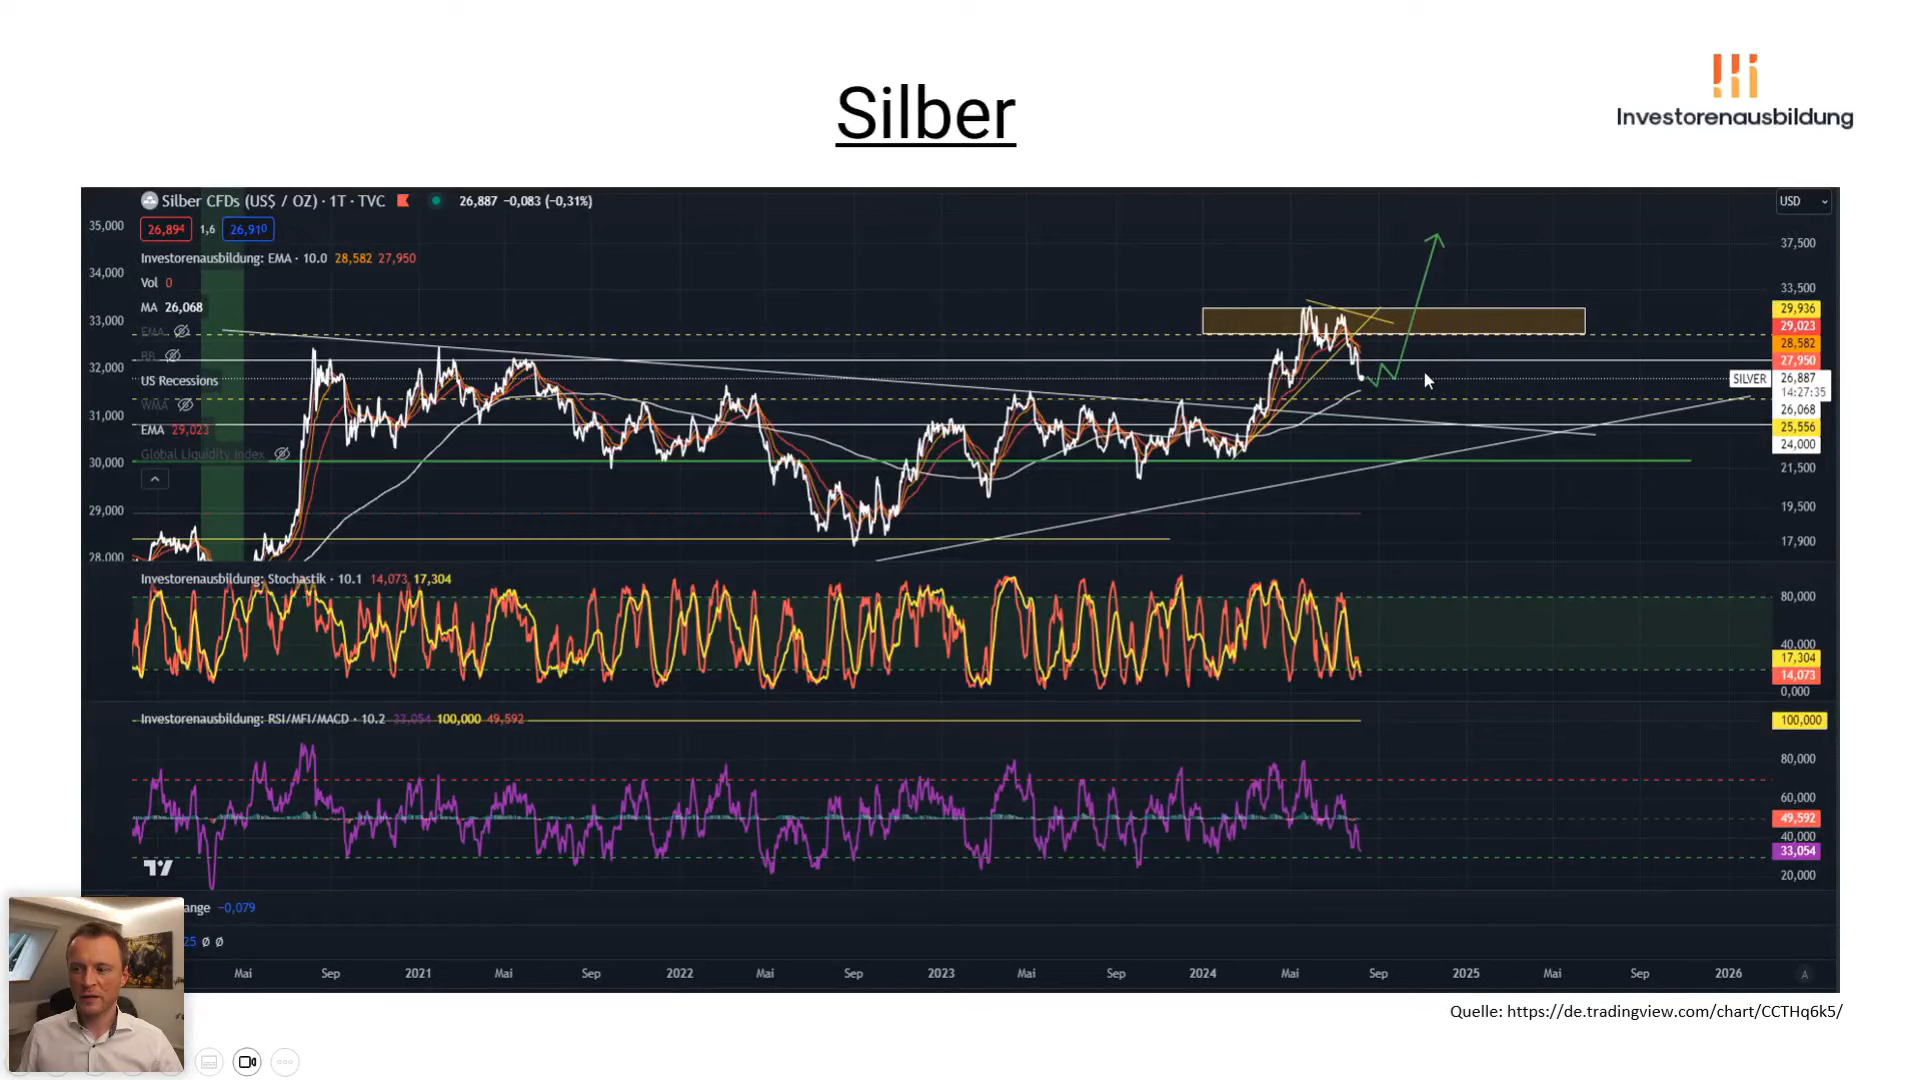 Silber
Investorenausbildung
Silber CFDs (US$ / OZ) · 1T · TVC 26,887 −0,083 (−0,31%)
USD
26,894 1,6 26,910
Investorenausbildung: EMA · 10.0 28,582 27,950
Vol 0
MA 26,068
EMA
BB
US Recessions
WMA
EMA 29,023
Global Liquidity Index
35,000
34,000
33,000
32,000
31,000
30,000
29,000
28,000
37,500
33,500
29,936
29,023
28,582
27,950
SILVER 26,887
14:27:35
26,068
25,556
24,000
21,500
19,500
17,900
Investorenausbildung: Stochastik · 10.1 14,073 17,304
80,000
40,000
17,304
14,073
0,000
Investorenausbildung: RSI/MFI/MACD · 10.2 33,054 100,000 49,592
100,000
80,000
60,000
49,592
40,000
33,054
20,000
ange −0,079
25 ø ø
Mai Sep 2021 Mai Sep 2022 Mai Sep 2023 Mai Sep 2024 Mai Sep 2025 Mai Sep 2026 A
Quelle: https://de.tradingview.com/chart/CCTHq6k5/